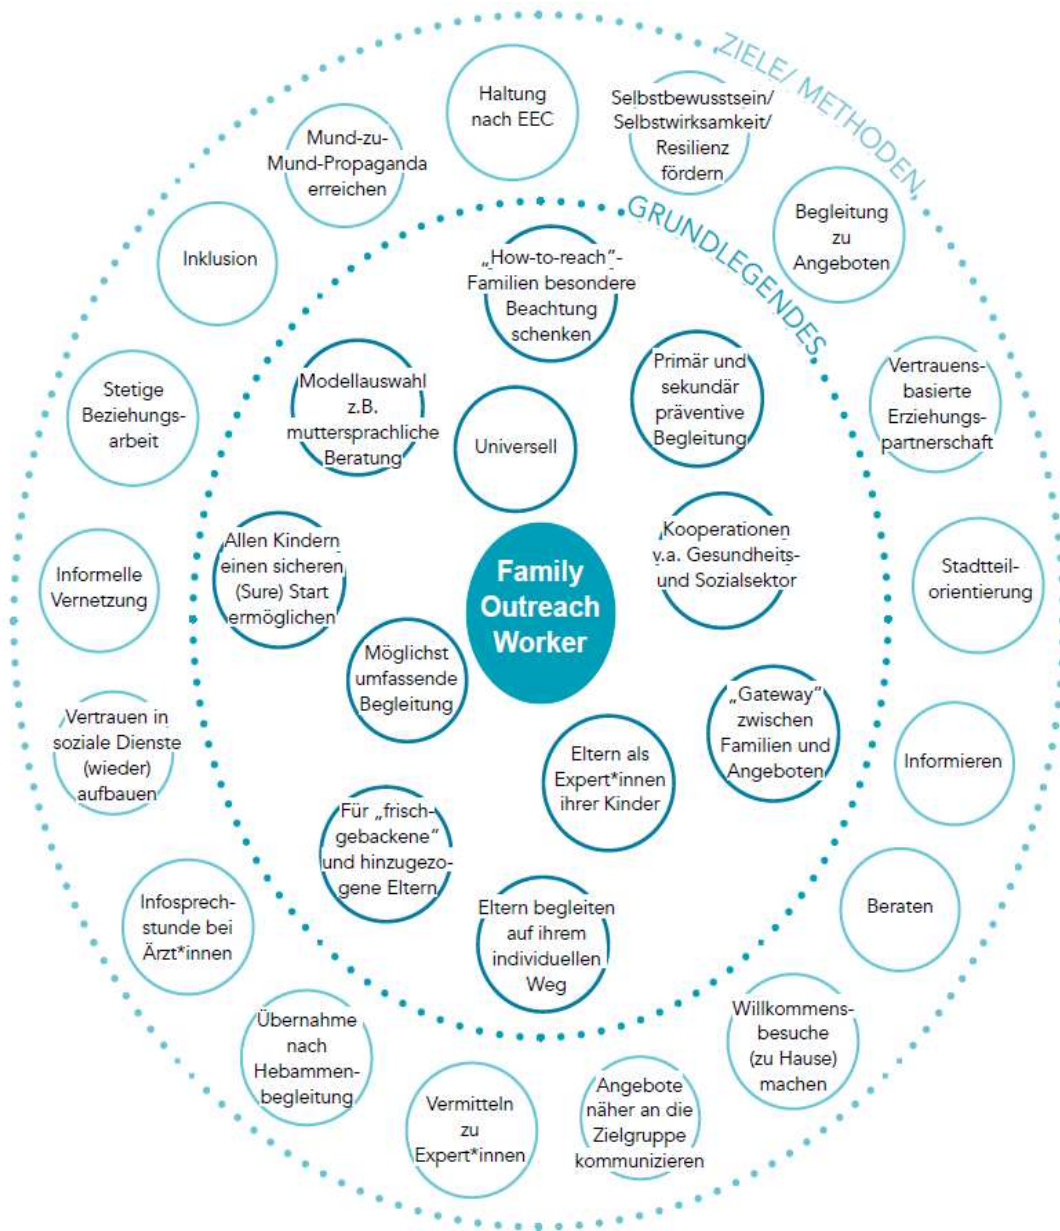 ZIELE/ METHODEN
Haltung
nach EEC
Selbstbewusstsein/
Selbstwirksamkeit/
Resilienz
fördern
Begleitung
zu
Angeboten
Vertrauens-
basierte
Erziehungs-
partnerschaft
Stadtteil-
orientierung
Informieren
Beraten
Willkommens-
besuche
(zu Hause)
machen
Angebote
näher an die
Zielgruppe
kommunizieren
Vermitteln
zu
Expert*innen
Übernahme
nach
Hebammen-
begleitung
Infosprech-
stunde bei
Ärzt*innen
Vertrauen in
soziale Dienste
(wieder)
aufbauen
Informelle
Vernetzung
Stetige
Beziehungs-
arbeit
Inklusion
Mund-zu-
Mund-Propaganda
erreichen
GRUNDLEGENDES
„How-to-reach"-
Familien besondere
Beachtung
schenken
Primär und
sekundär
präventive
Begleitung
Kooperationen
v.a. Gesundheits-
und Sozialsektor
„Gateway"
zwischen
Familien und
Angeboten
Eltern als
Expert*innen
ihrer Kinder
Eltern begleiten
auf ihrem
individuellen
Weg
Für „frisch-
gebackene"
und hinzugezo-
gene Eltern
Möglichst
umfassende
Begleitung
Allen Kindern
einen sicheren
(Sure) Start
ermöglichen
Modellauswahl
z.B.
muttersprachliche
Beratung
Universell
Family
Outreach
Worker